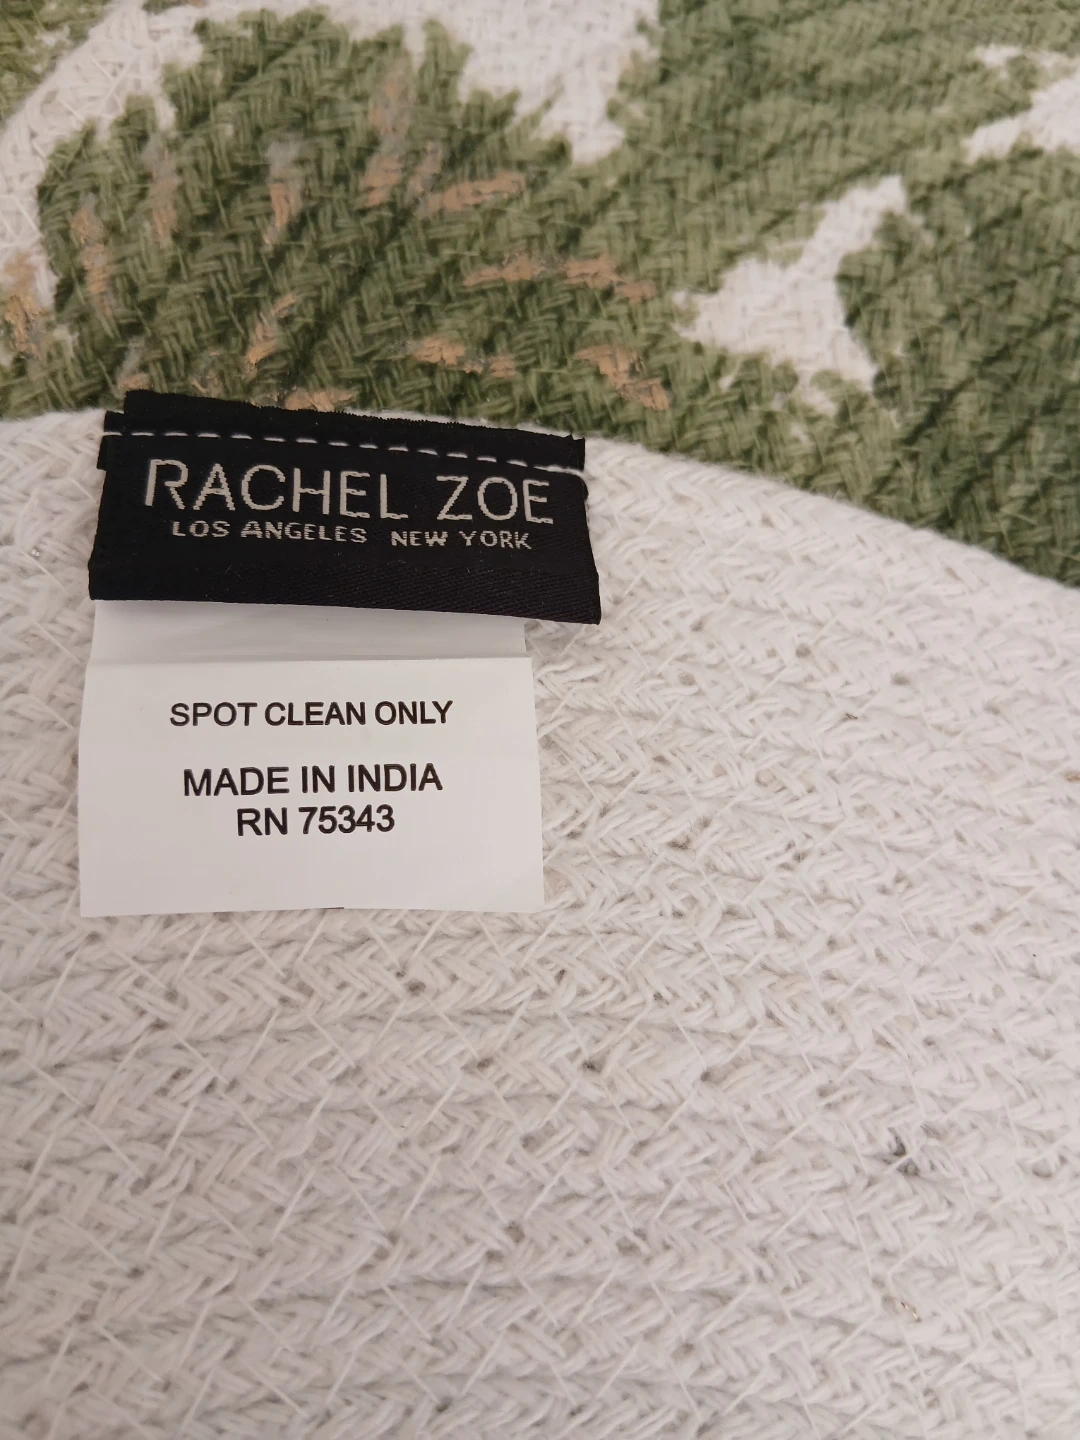 RACHEL ZOE
LOS ANGELES NEW YORK
SPOT CLEAN ONLY
MADE IN INDIA
RN 75343